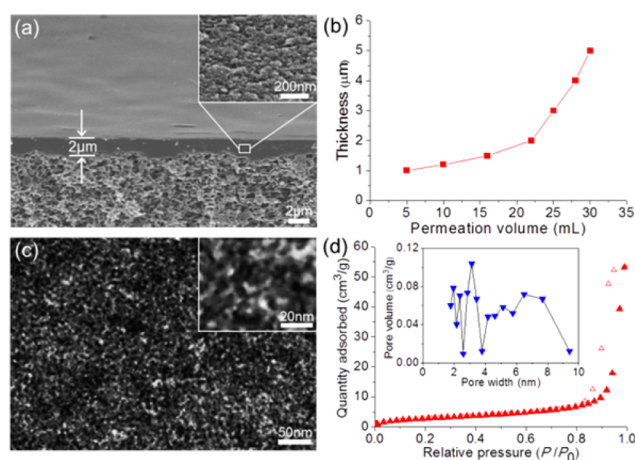 (a)
200nm
2μm
2μm
(b)
Thickness (μm)
6
5
4
3
2
1
0
0 5 10 15 20 25 30 35
Permeation volume (mL)
(c)
20nm
50nm
(d)
Quantity adsorbed (cm³/g)
60
50
40
30
20
10
0
Pore volume (cm³/g)
0.12
0.08
0.04
0.00
0 2 4 6 8 10
Pore width (nm)
0.0 0.2 0.4 0.6 0.8 1.0
Relative pressure (P/P₀)